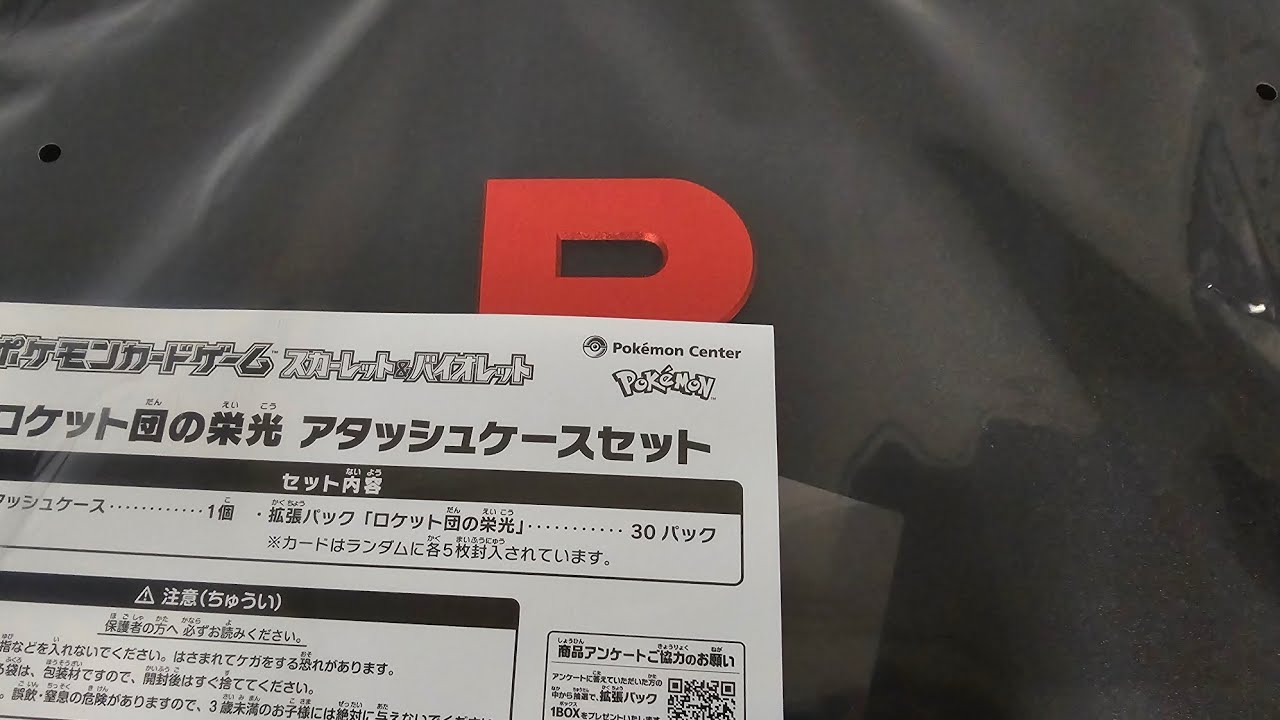 R
ポケモンカードゲーム™ スカーレット&バイオレット
Pokémon Center
POKéMON™
ロケット団の栄光 アタッシュケースセット
セット内容
タッシュケース············1個 ・拡張パック「ロケット団の栄光」············ 30 パック
※カードはランダムに各5枚封入されています。
⚠ 注意(ちゅうい)
保護者の方へ 必ずお読みください。
指などを入れないでください。はさまれてケガをする恐れがあります。
袋は、包装材ですので、開封後はすぐ捨ててください。
。誤飲・窒息の危険がありますので、3歳未満のお子様には絶対に与えないでくださ
商品アンケートご協力のお願い
アンケートに答えていただいた方の
中から抽選で、拡張パック
1BOXをプレゼントいたします